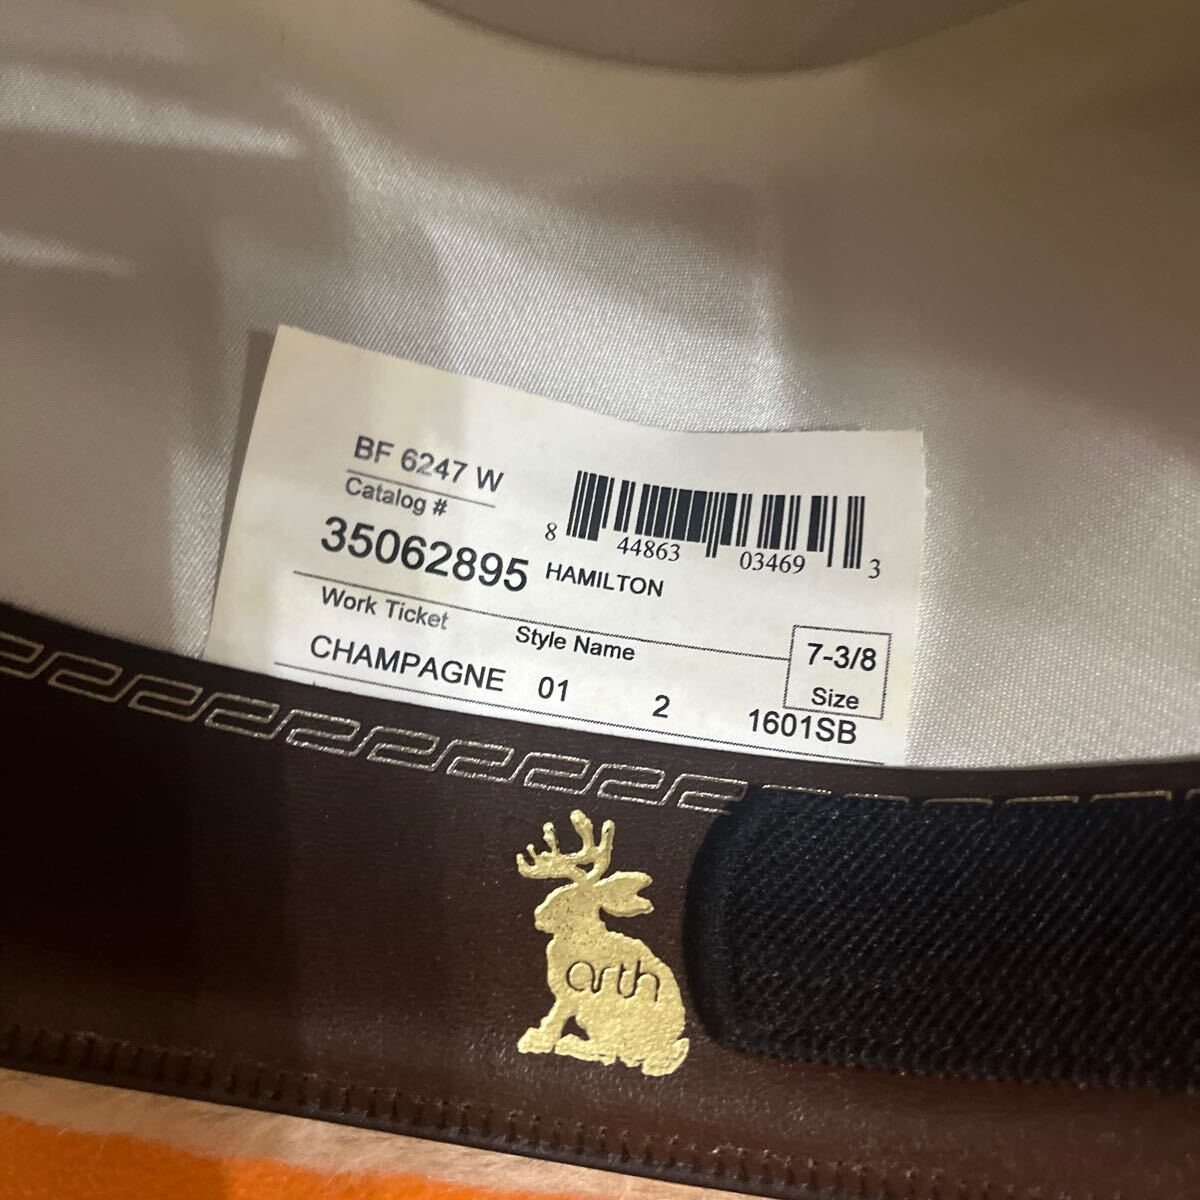 BF 6247 W
Catalog #
8 44863 03469 3
35062895 HAMILTON
Work Ticket Style Name
7-3/8
Size
CHAMPAGNE 01 2 1601SB
arth